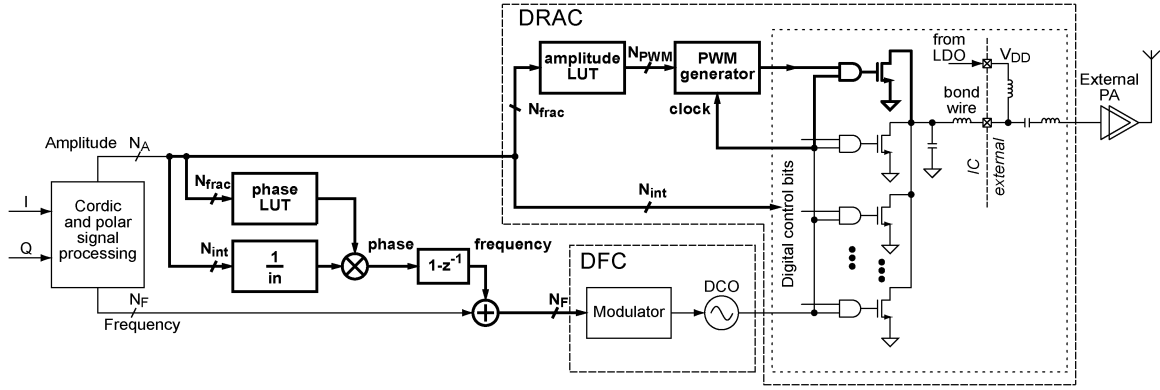 DRAC
amplitude
LUT
N_PWM
PWM
generator
clock
N_frac
from
LDO
V_DD
bond
wire
IC
external
External
PA
Amplitude
N_A
I
Q
Cordic
and polar
signal
processing
N_frac
phase
LUT
N_int
Digital control bits
N_int
1
in
phase
frequency
1-z^-1
N_F
Frequency
N_F
DFC
Modulator
DCO